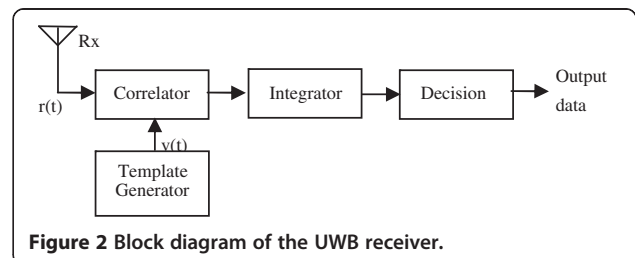 Rx
r(t)
Correlator
Integrator
Decision
Output
data
v(t)
Template
Generator
Figure 2 Block diagram of the UWB receiver.